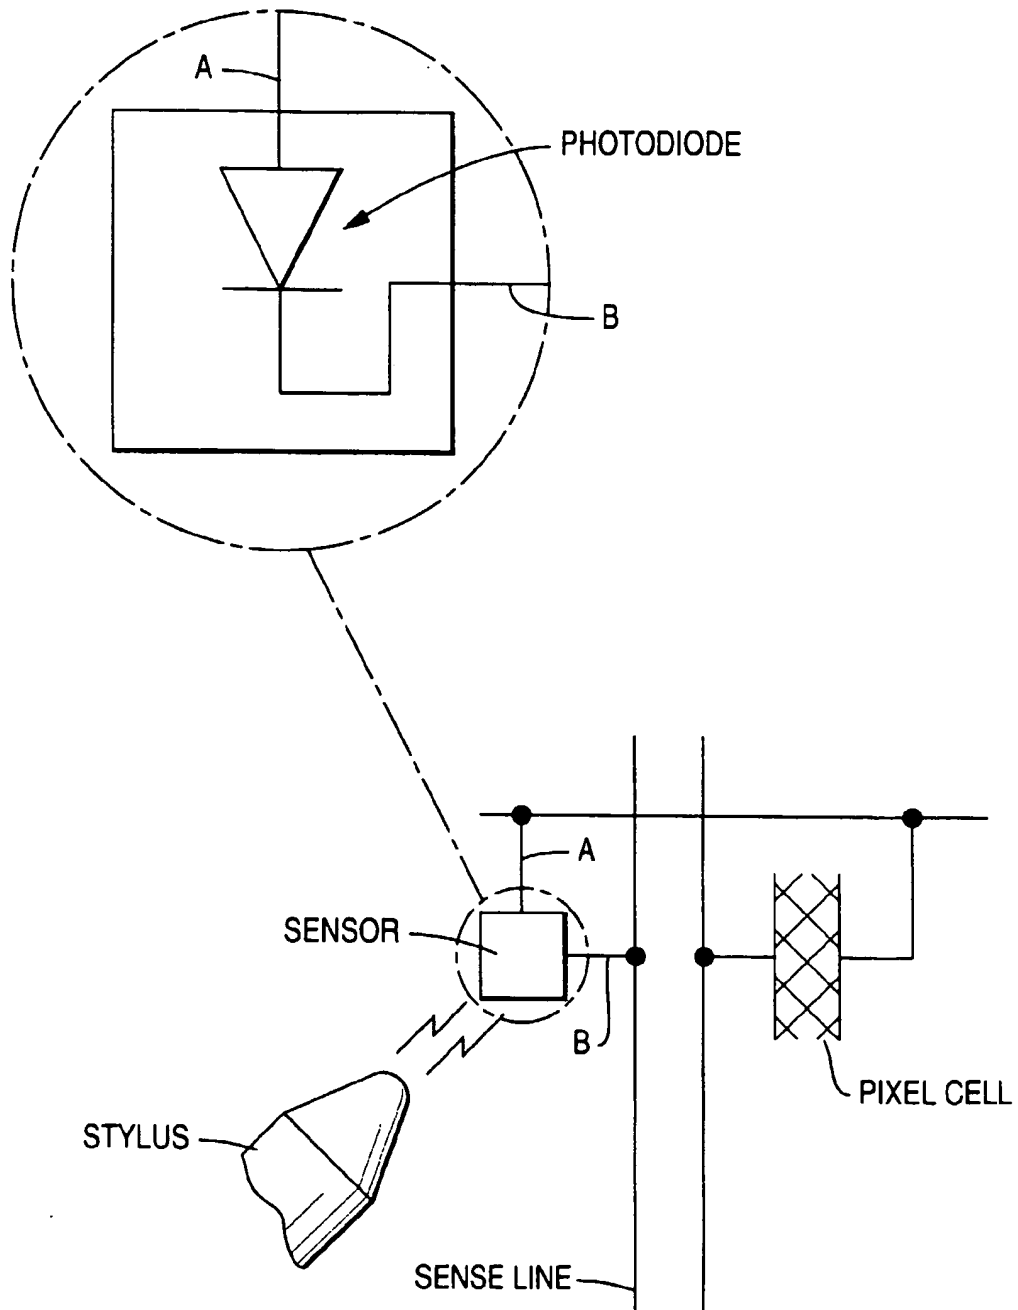 A
PHOTODIODE
B
A
SENSOR
B
PIXEL CELL
STYLUS
SENSE LINE